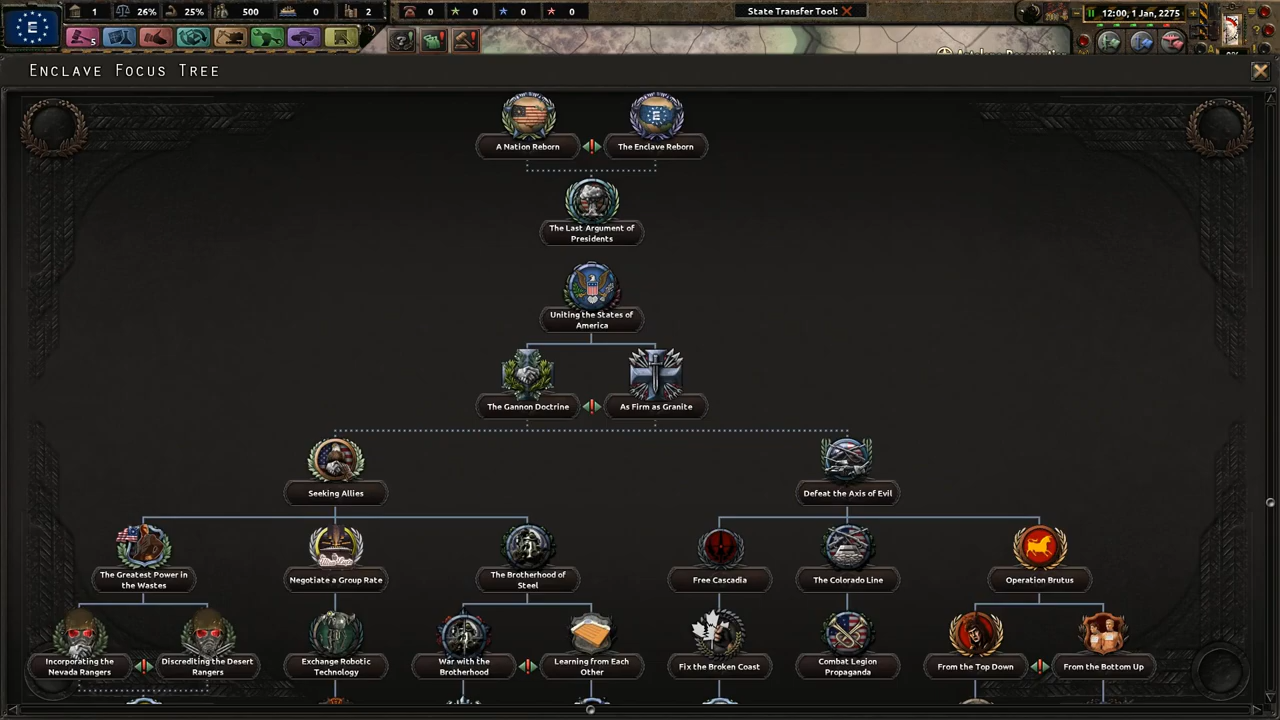 1 26% 25% 500 0 2 0 0 0 0 State Transfer Tool: 12:00, 1 Jan, 2275
E
5
Enclave Focus Tree
A Nation Reborn
The Enclave Reborn
The Last Argument of
Presidents
Uniting the States of
America
The Gannon Doctrine
As Firm as Granite
Seeking Allies
Defeat the Axis of Evil
The Greatest Power in
the Wastes
Negotiate a Group Rate
The Brotherhood of
Steel
Free Cascadia
The Colorado Line
Operation Brutus
Incorporating the
Nevada Rangers
Discrediting the Desert
Rangers
Exchange Robotic
Technology
War with the
Brotherhood
Learning from Each
Other
Fix the Broken Coast
Combat Legion
Propaganda
From the Top Down
From the Bottom Up